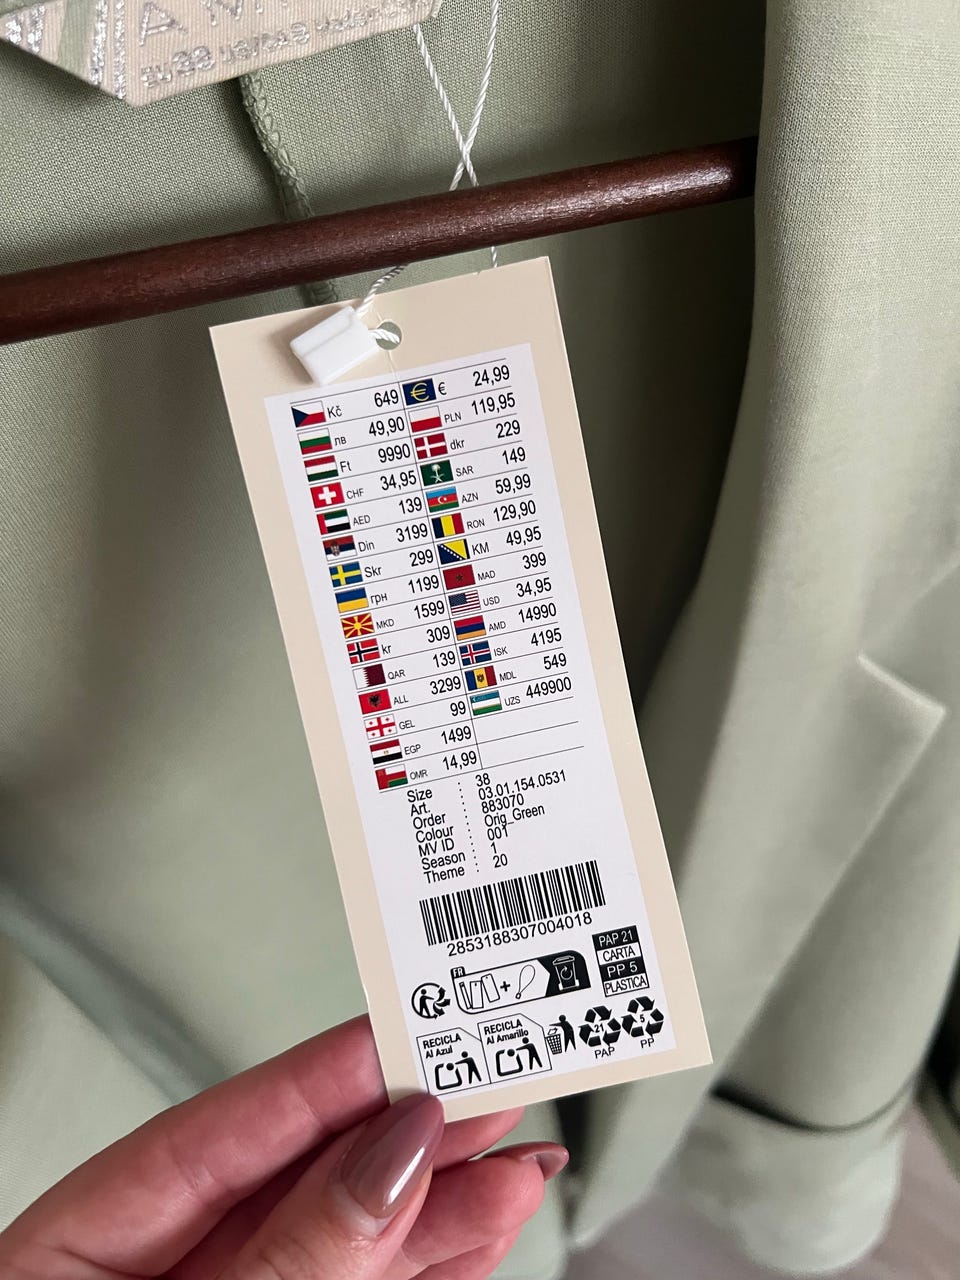 AM
EU 38
Kč 649 € 24,99
лв 49,90 PLN 119,95
Ft 9990 dkr 229
CHF 34,95 SAR 149
AED 139 AZN 59,99
Din 3199 RON 129,90
Skr 299 KM 49,95
грн 1199 MAD 399
MKD 1599 USD 34,95
kr 309 AMD 14990
QAR 139 ISK 4195
ALL 3299 MDL 549
GEL 99 UZS 449900
EGP 1499
OMR 14,99
Size : 38
Art. : 03.01.154.0531
Order : 883070
Colour : Orig_Green
MV ID : 001
Season : 1
Theme : 20
2853188307004018
FR
+
PAP 21
CARTA
PP 5
PLASTICA
RECICLA
Al Azul
RECICLA
Al Amarillo
21
PAP
5
PP